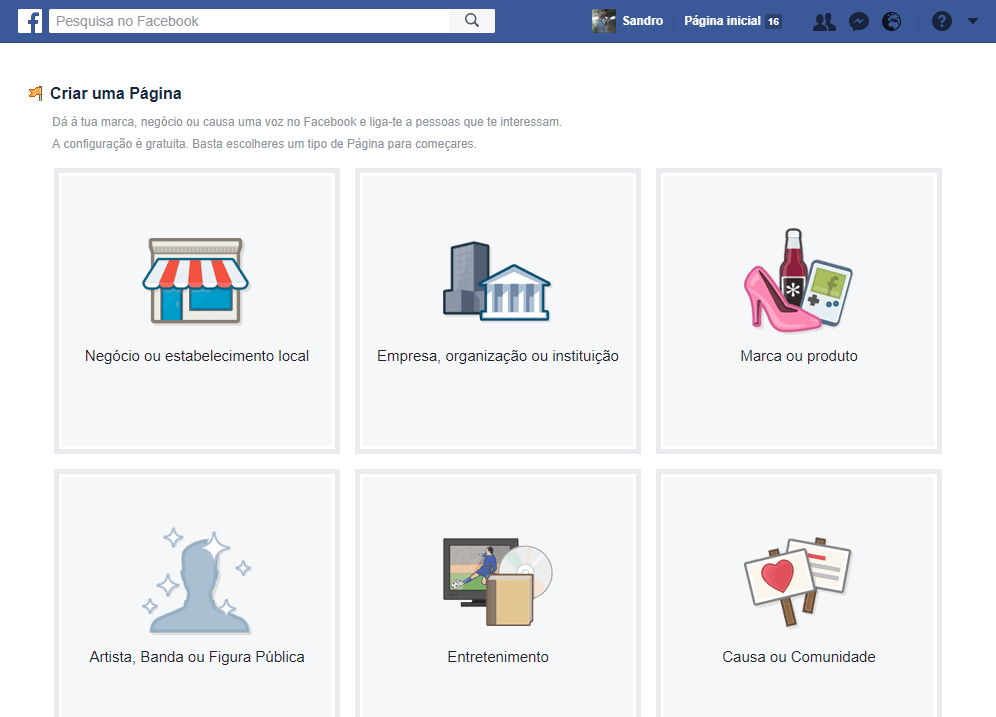 Pesquisa no Facebook
Sandro
Página inicial 16
Criar uma Página
Dá à tua marca, negócio ou causa uma voz no Facebook e liga-te a pessoas que te interessam.
A configuração é gratuita. Basta escolheres um tipo de Página para começares.
Negócio ou estabelecimento local
Empresa, organização ou instituição
Marca ou produto
Artista, Banda ou Figura Pública
Entretenimento
Causa ou Comunidade